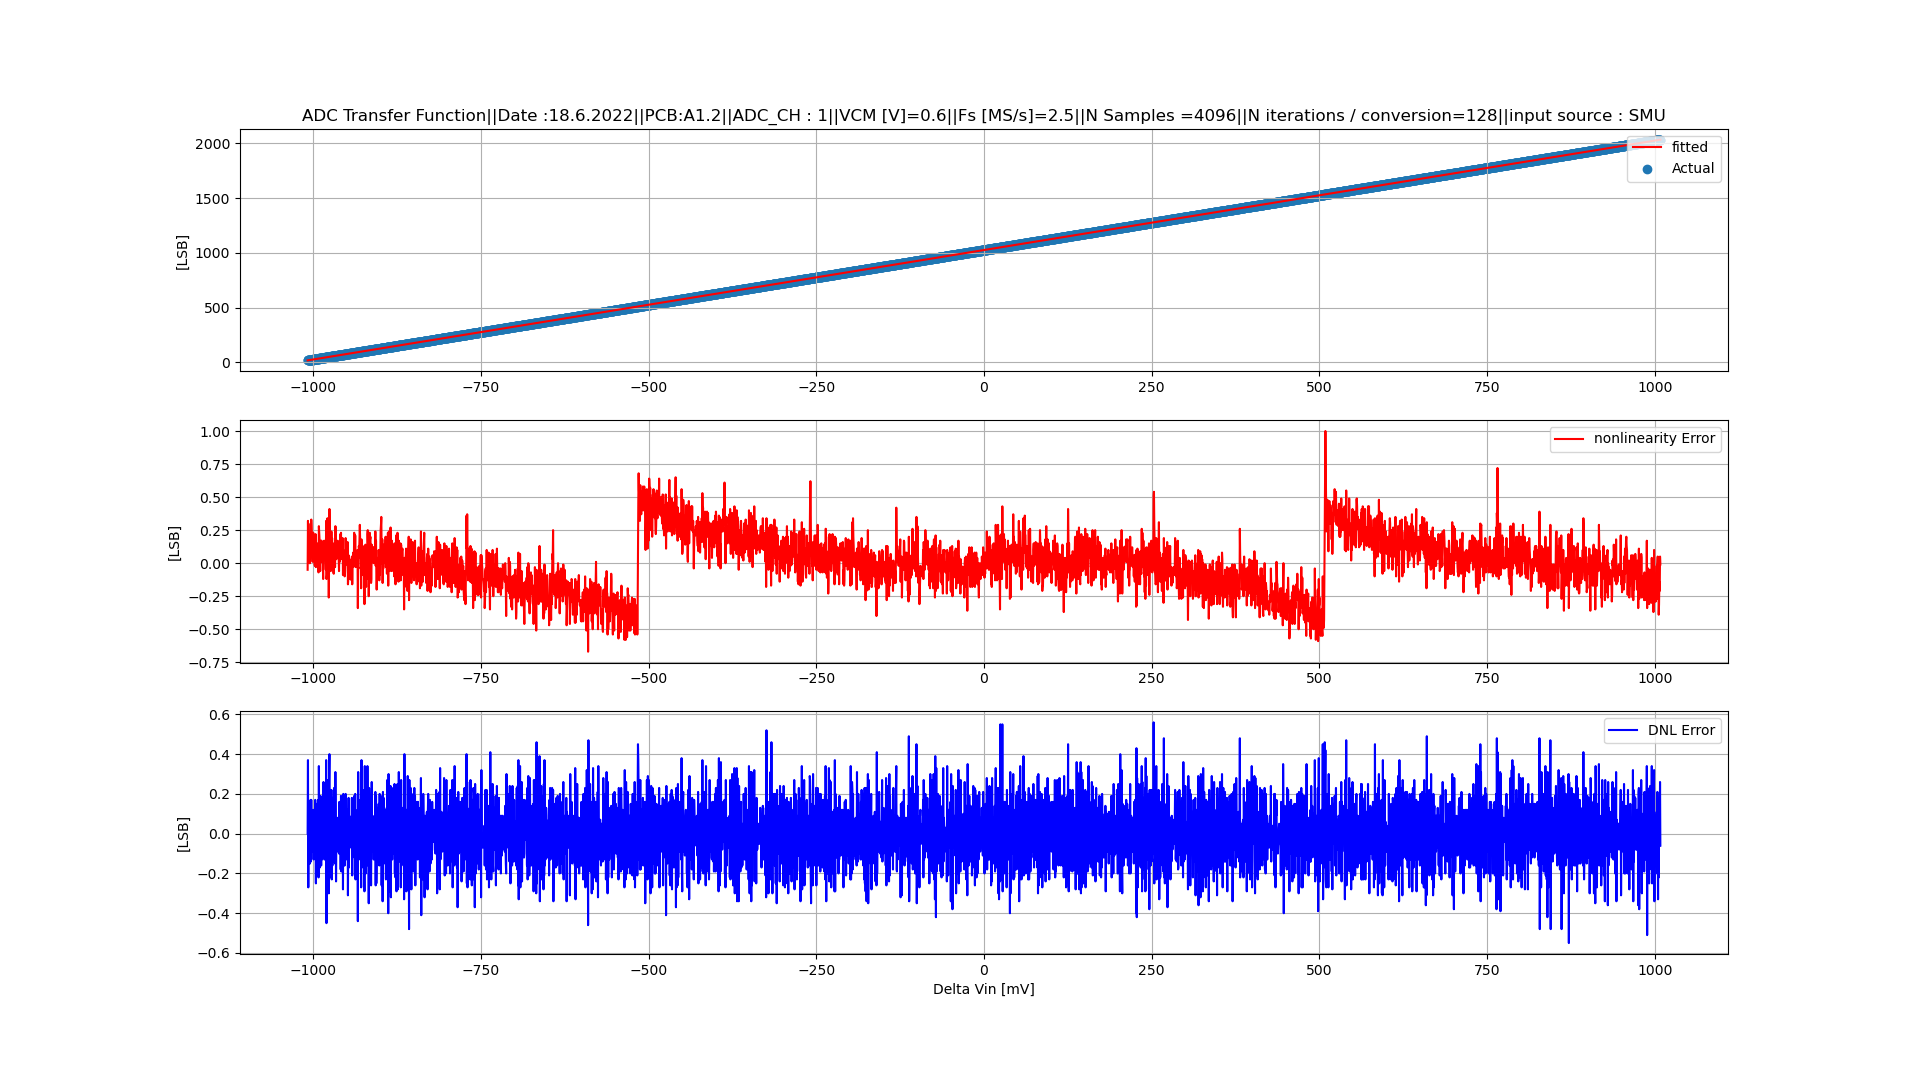 ADC Transfer Function||Date :18.6.2022||PCB:A1.2||ADC_CH : 1||VCM [V]=0.6||Fs [MS/s]=2.5||N Samples =4096||N iterations / conversion=128||input source : SMU
2000
1500
1000
500
0
[LSB]
fitted
Actual
−1000 −750 −500 −250 0 250 500 750 1000
1.00
0.75
0.50
0.25
0.00
−0.25
−0.50
−0.75
[LSB]
nonlinearity Error
−1000 −750 −500 −250 0 250 500 750 1000
0.6
0.4
0.2
0.0
−0.2
−0.4
−0.6
[LSB]
DNL Error
−1000 −750 −500 −250 0 250 500 750 1000
Delta Vin [mV]